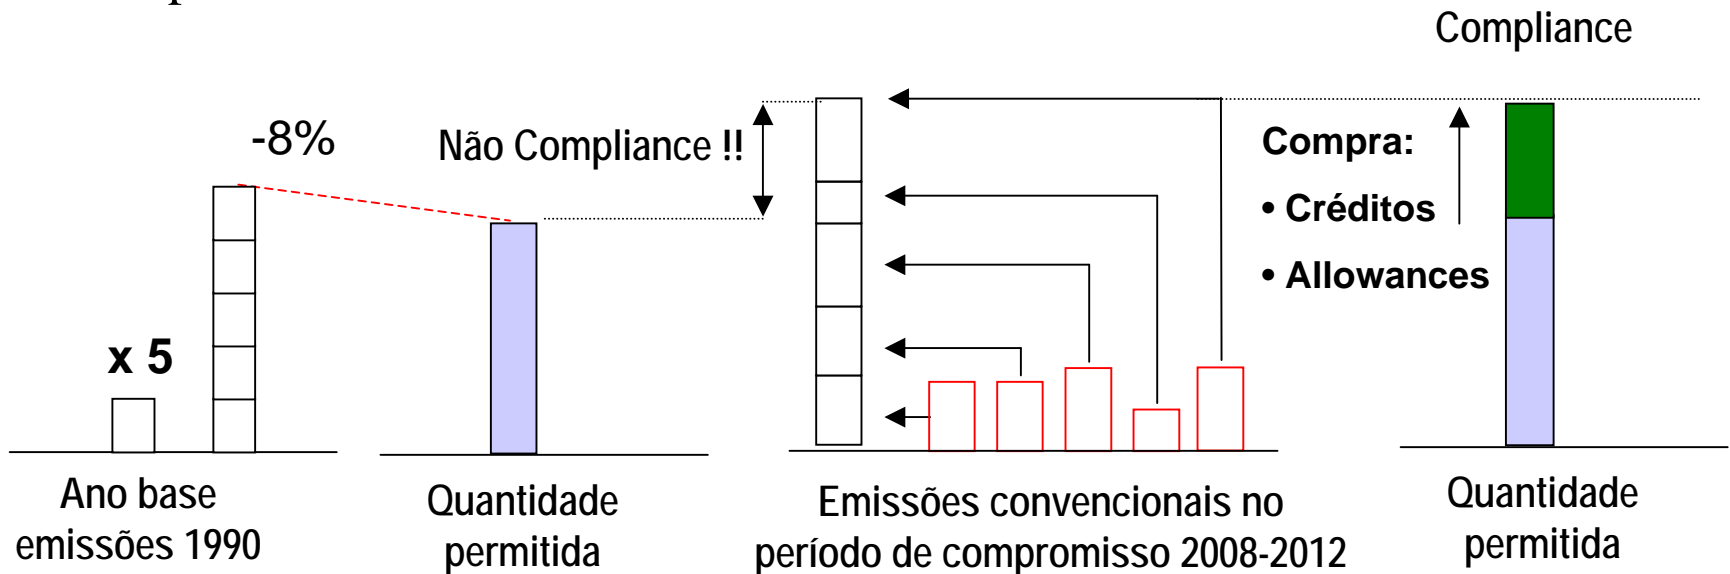 Compliance
-8%
Não Compliance !!
Compra:
• Créditos
• Allowances
x 5
Ano base
emissões 1990
Quantidade
permitida
Emissões convencionais no
período de compromisso 2008-2012
Quantidade
permitida